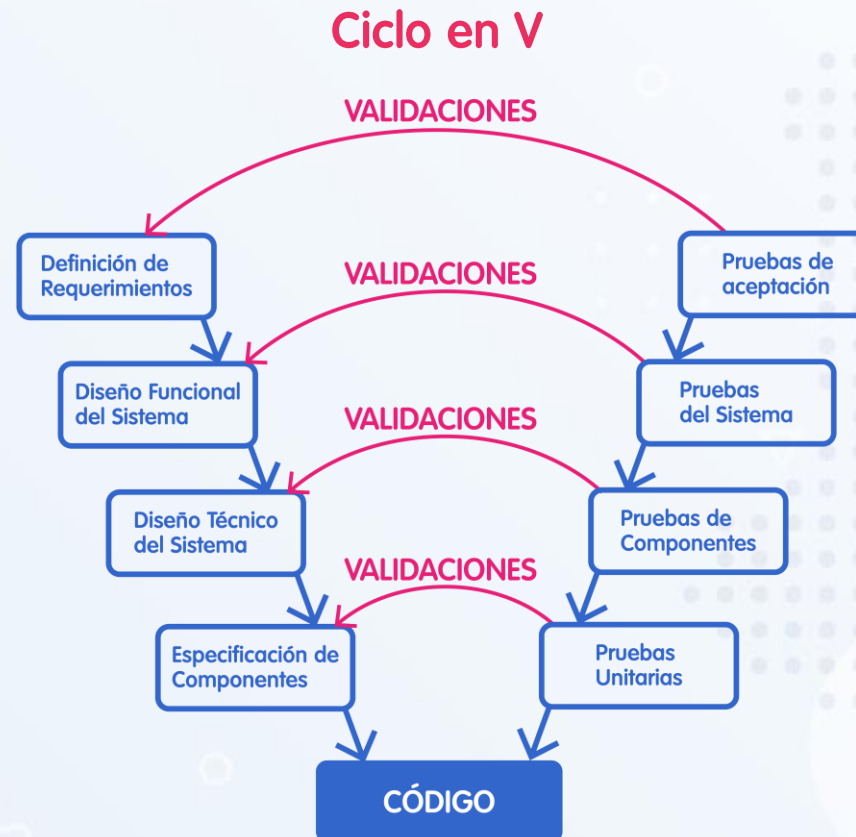 Ciclo en V
VALIDACIONES
Definición de
Requerimientos
Pruebas de
aceptación
VALIDACIONES
Diseño Funcional
del Sistema
Pruebas
del Sistema
VALIDACIONES
Diseño Técnico
del Sistema
Pruebas de
Componentes
VALIDACIONES
Especificación de
Componentes
Pruebas
Unitarias
CÓDIGO